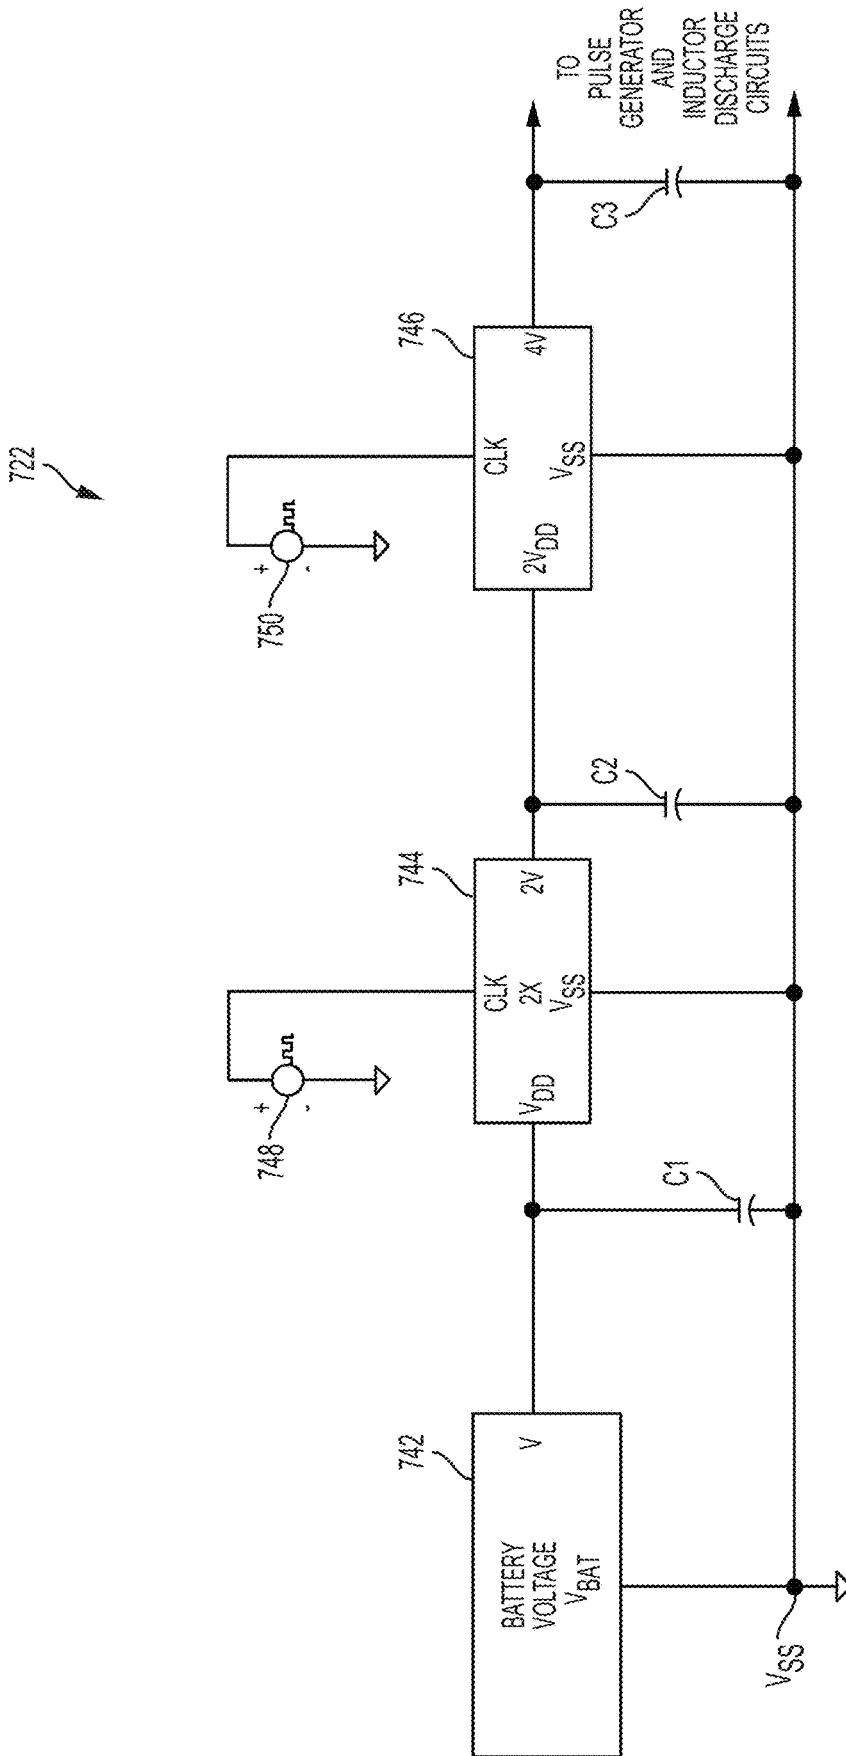 722
750
+
-
746
CLK
2VDD
VSS
4V
TO
PULSE
GENERATOR
AND
INDUCTOR
DISCHARGE
CIRCUITS
C3
748
+
-
744
CLK
2X
VDD
VSS
2V
C2
742
BATTERY
VOLTAGE
VBAT
V
C1
VSS